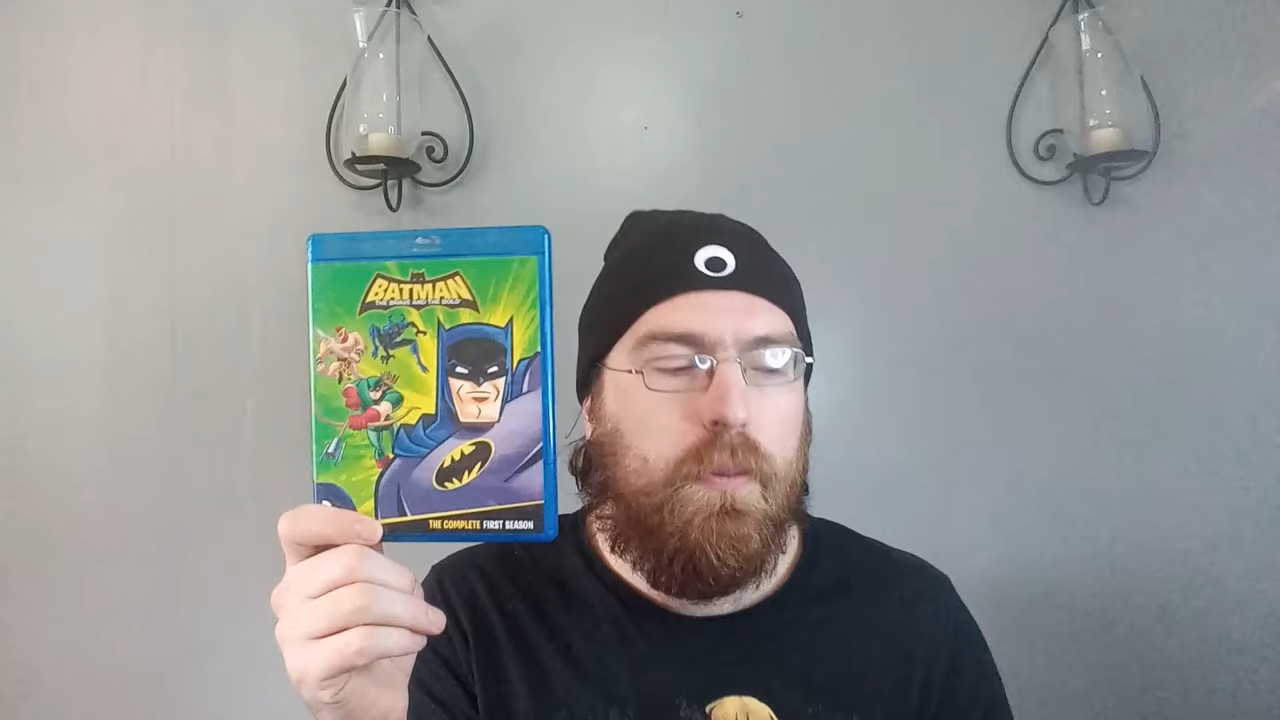 BATMAN
THE BRAVE AND THE BOLD
THE COMPLETE FIRST SEASON